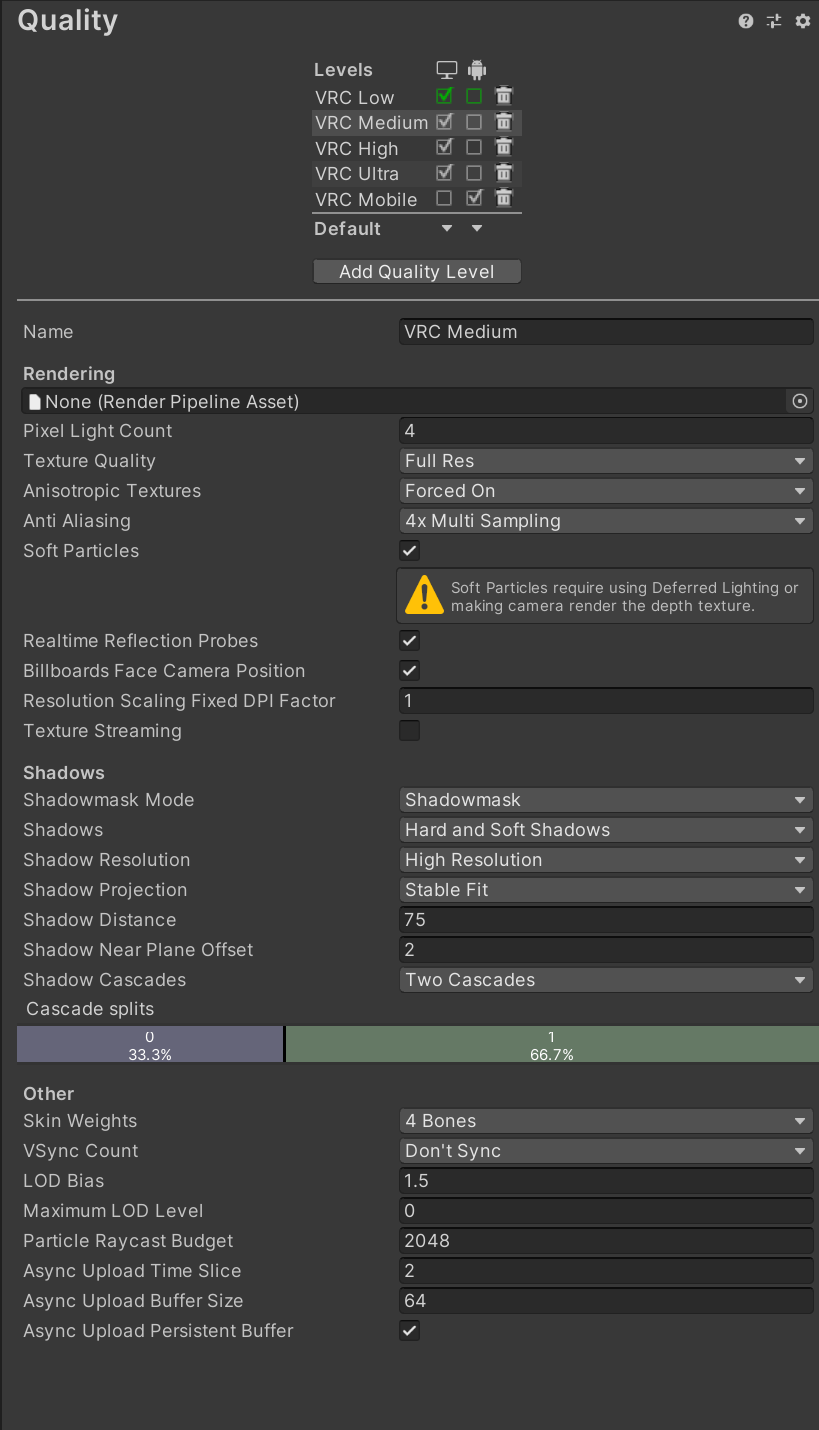 Quality
Levels
VRC Low
VRC Medium
VRC High
VRC Ultra
VRC Mobile
Default
Add Quality Level
Name VRC Medium
Rendering
None (Render Pipeline Asset)
Pixel Light Count 4
Texture Quality Full Res
Anisotropic Textures Forced On
Anti Aliasing 4x Multi Sampling
Soft Particles
Soft Particles require using Deferred Lighting or
making camera render the depth texture.
Realtime Reflection Probes
Billboards Face Camera Position
Resolution Scaling Fixed DPI Factor 1
Texture Streaming
Shadows
Shadowmask Mode Shadowmask
Shadows Hard and Soft Shadows
Shadow Resolution High Resolution
Shadow Projection Stable Fit
Shadow Distance 75
Shadow Near Plane Offset 2
Shadow Cascades Two Cascades
Cascade splits
0 1
33.3% 66.7%
Other
Skin Weights 4 Bones
VSync Count Don't Sync
LOD Bias 1.5
Maximum LOD Level 0
Particle Raycast Budget 2048
Async Upload Time Slice 2
Async Upload Buffer Size 64
Async Upload Persistent Buffer